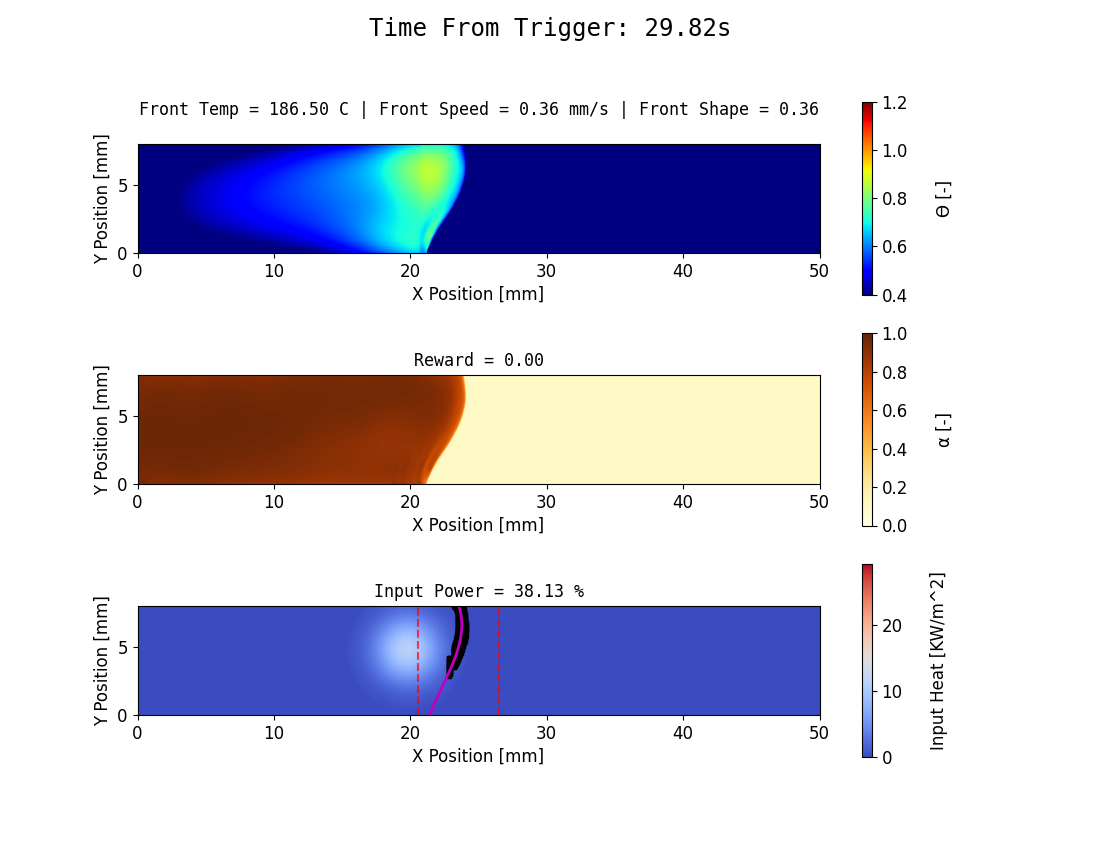 Time From Trigger: 29.82s
Front Temp = 186.50 C | Front Speed = 0.36 mm/s | Front Shape = 0.36
Y Position [mm]
5
0
0 10 20 30 40 50
X Position [mm]
1.2
1.0
0.8
0.6
0.4
Θ [-]
Reward = 0.00
Y Position [mm]
5
0
0 10 20 30 40 50
X Position [mm]
1.0
0.8
0.6
0.4
0.2
0.0
α [-]
Input Power = 38.13 %
Y Position [mm]
5
0
0 10 20 30 40 50
X Position [mm]
20
10
0
Input Heat [KW/m^2]